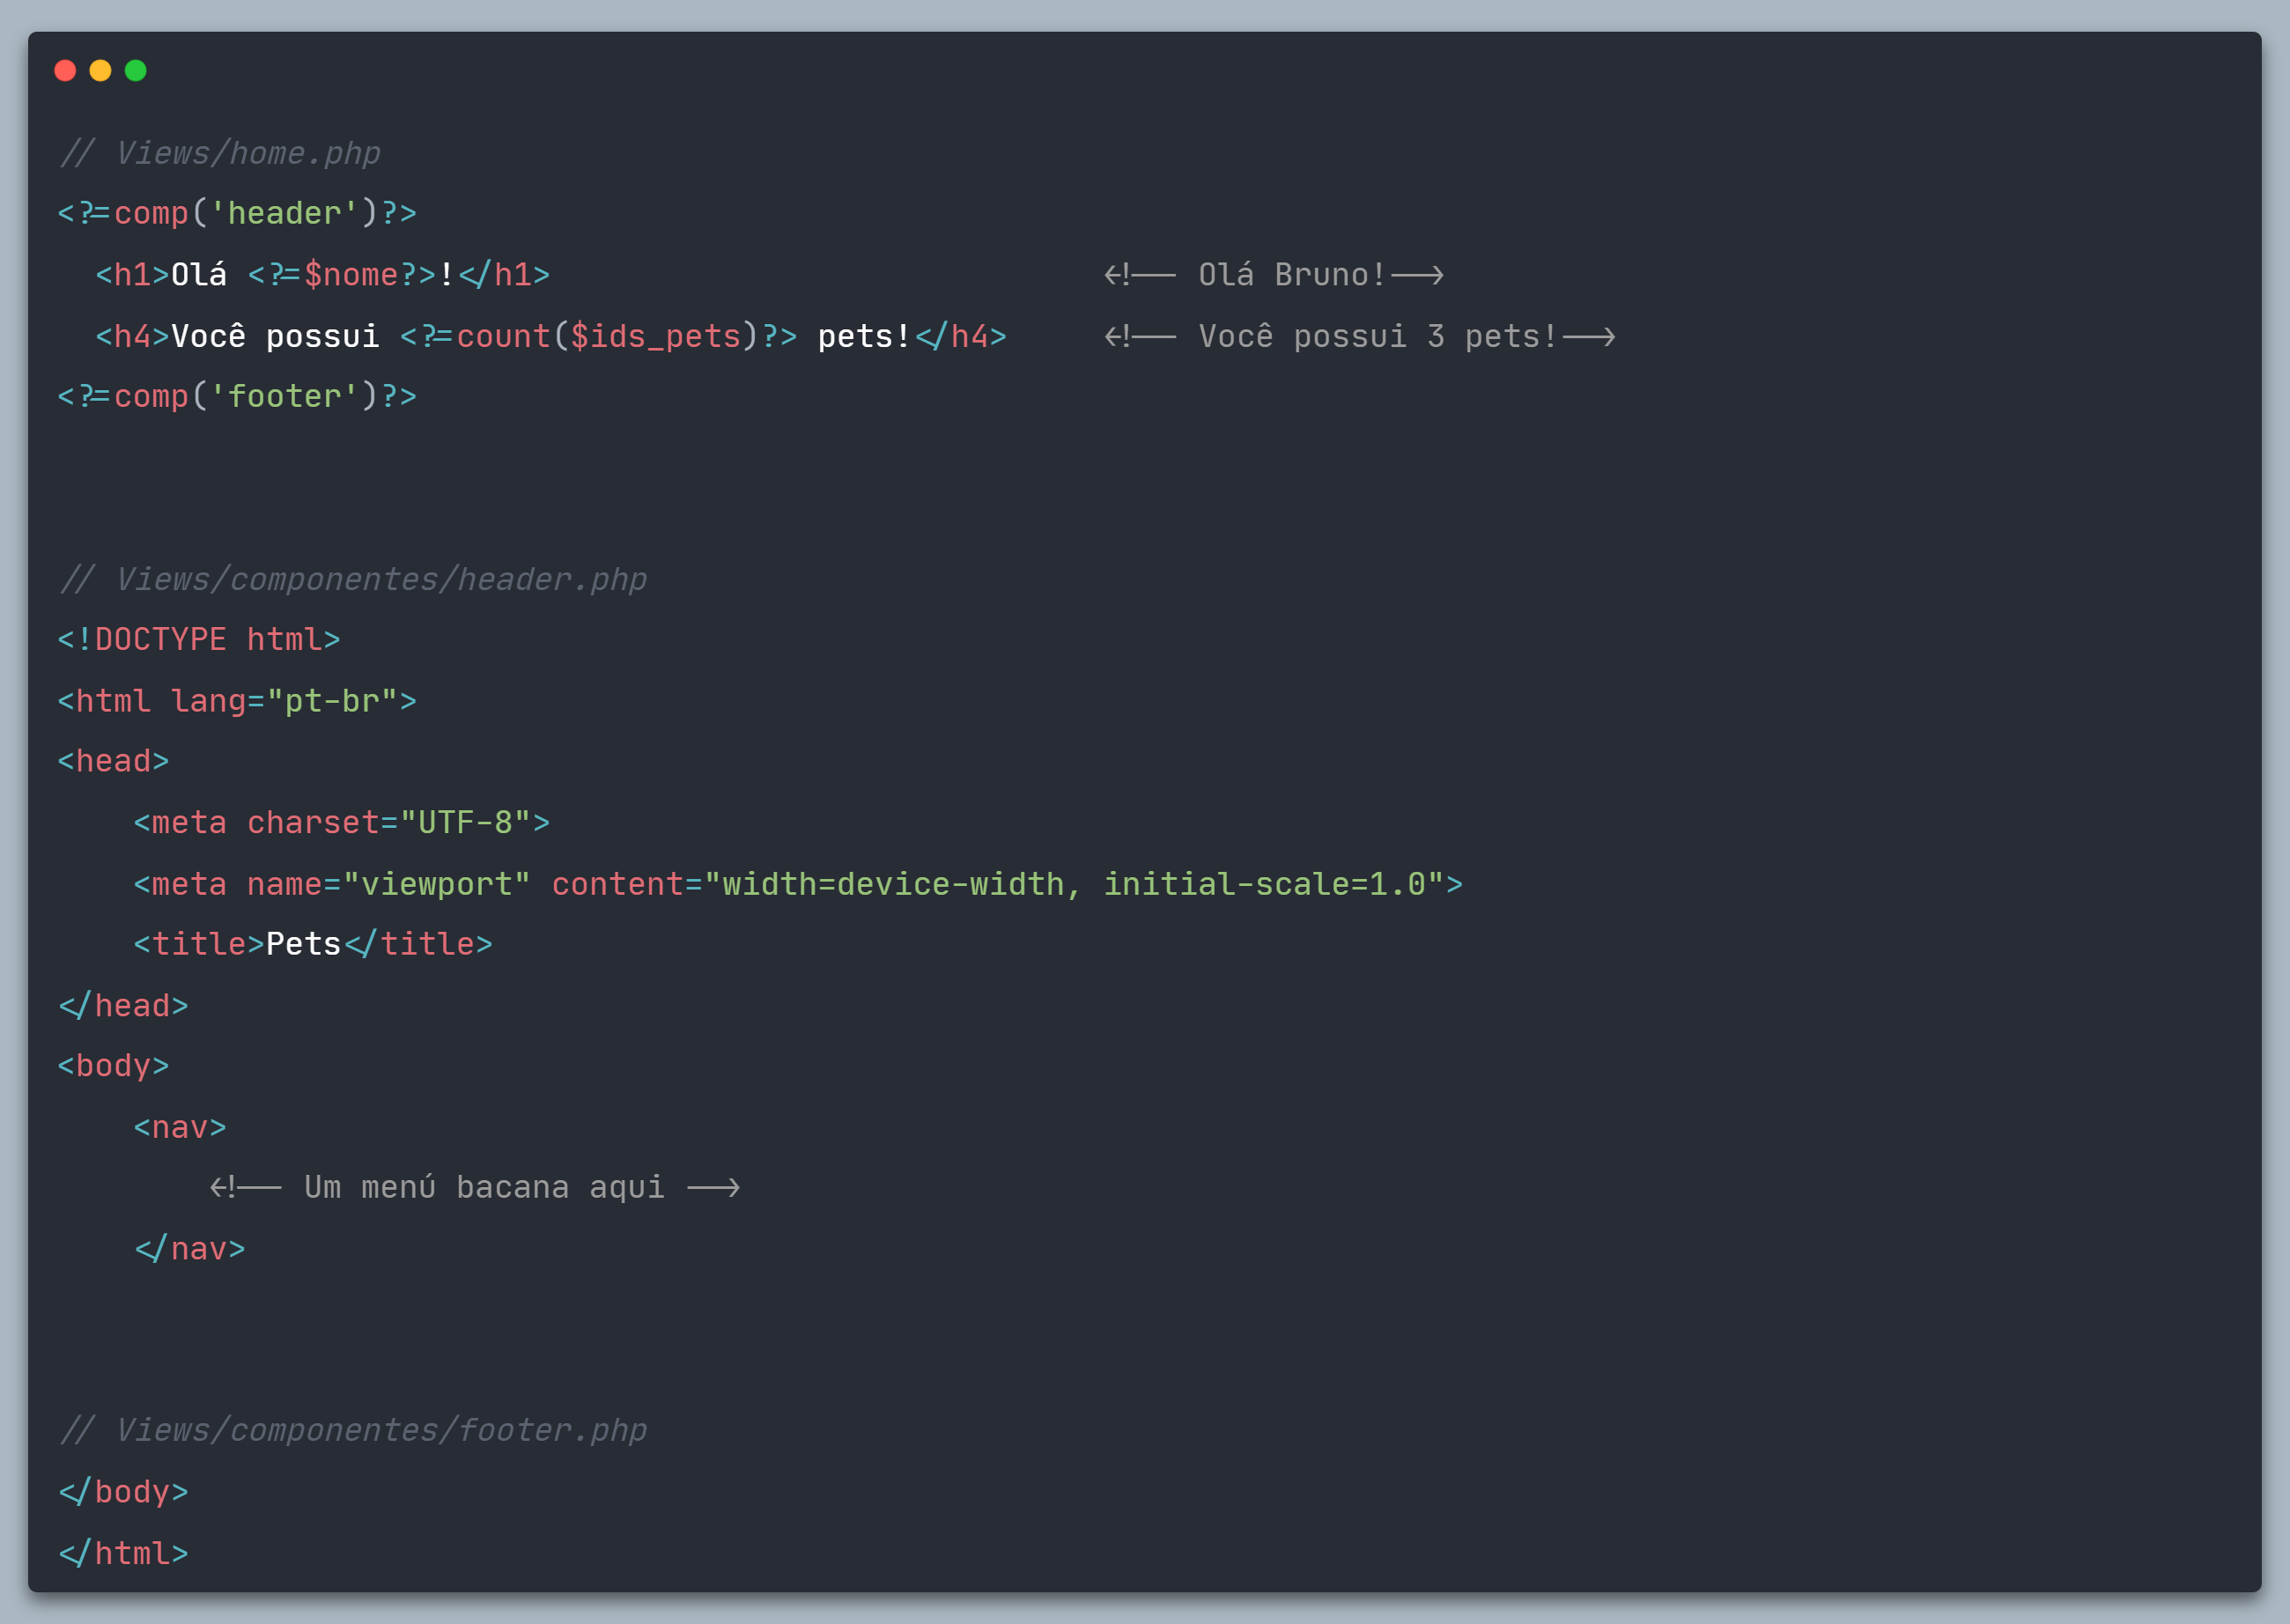 // Views/home.php
<?=comp('header')?>
  <h1>Olá <?=$nome?>!</h1>                             <!-- Olá Bruno!-->
  <h4>Você possui <?=count($ids_pets)?> pets!</h4>     <!-- Você possui 3 pets!-->
<?=comp('footer')?>
// Views/componentes/header.php
<!DOCTYPE html>
<html lang="pt-br">
<head>
    <meta charset="UTF-8">
    <meta name="viewport" content="width=device-width, initial-scale=1.0">
    <title>Pets</title>
</head>
<body>
    <nav>
        <!-- Um menú bacana aqui -->
    </nav>
// Views/componentes/footer.php
</body>
</html>